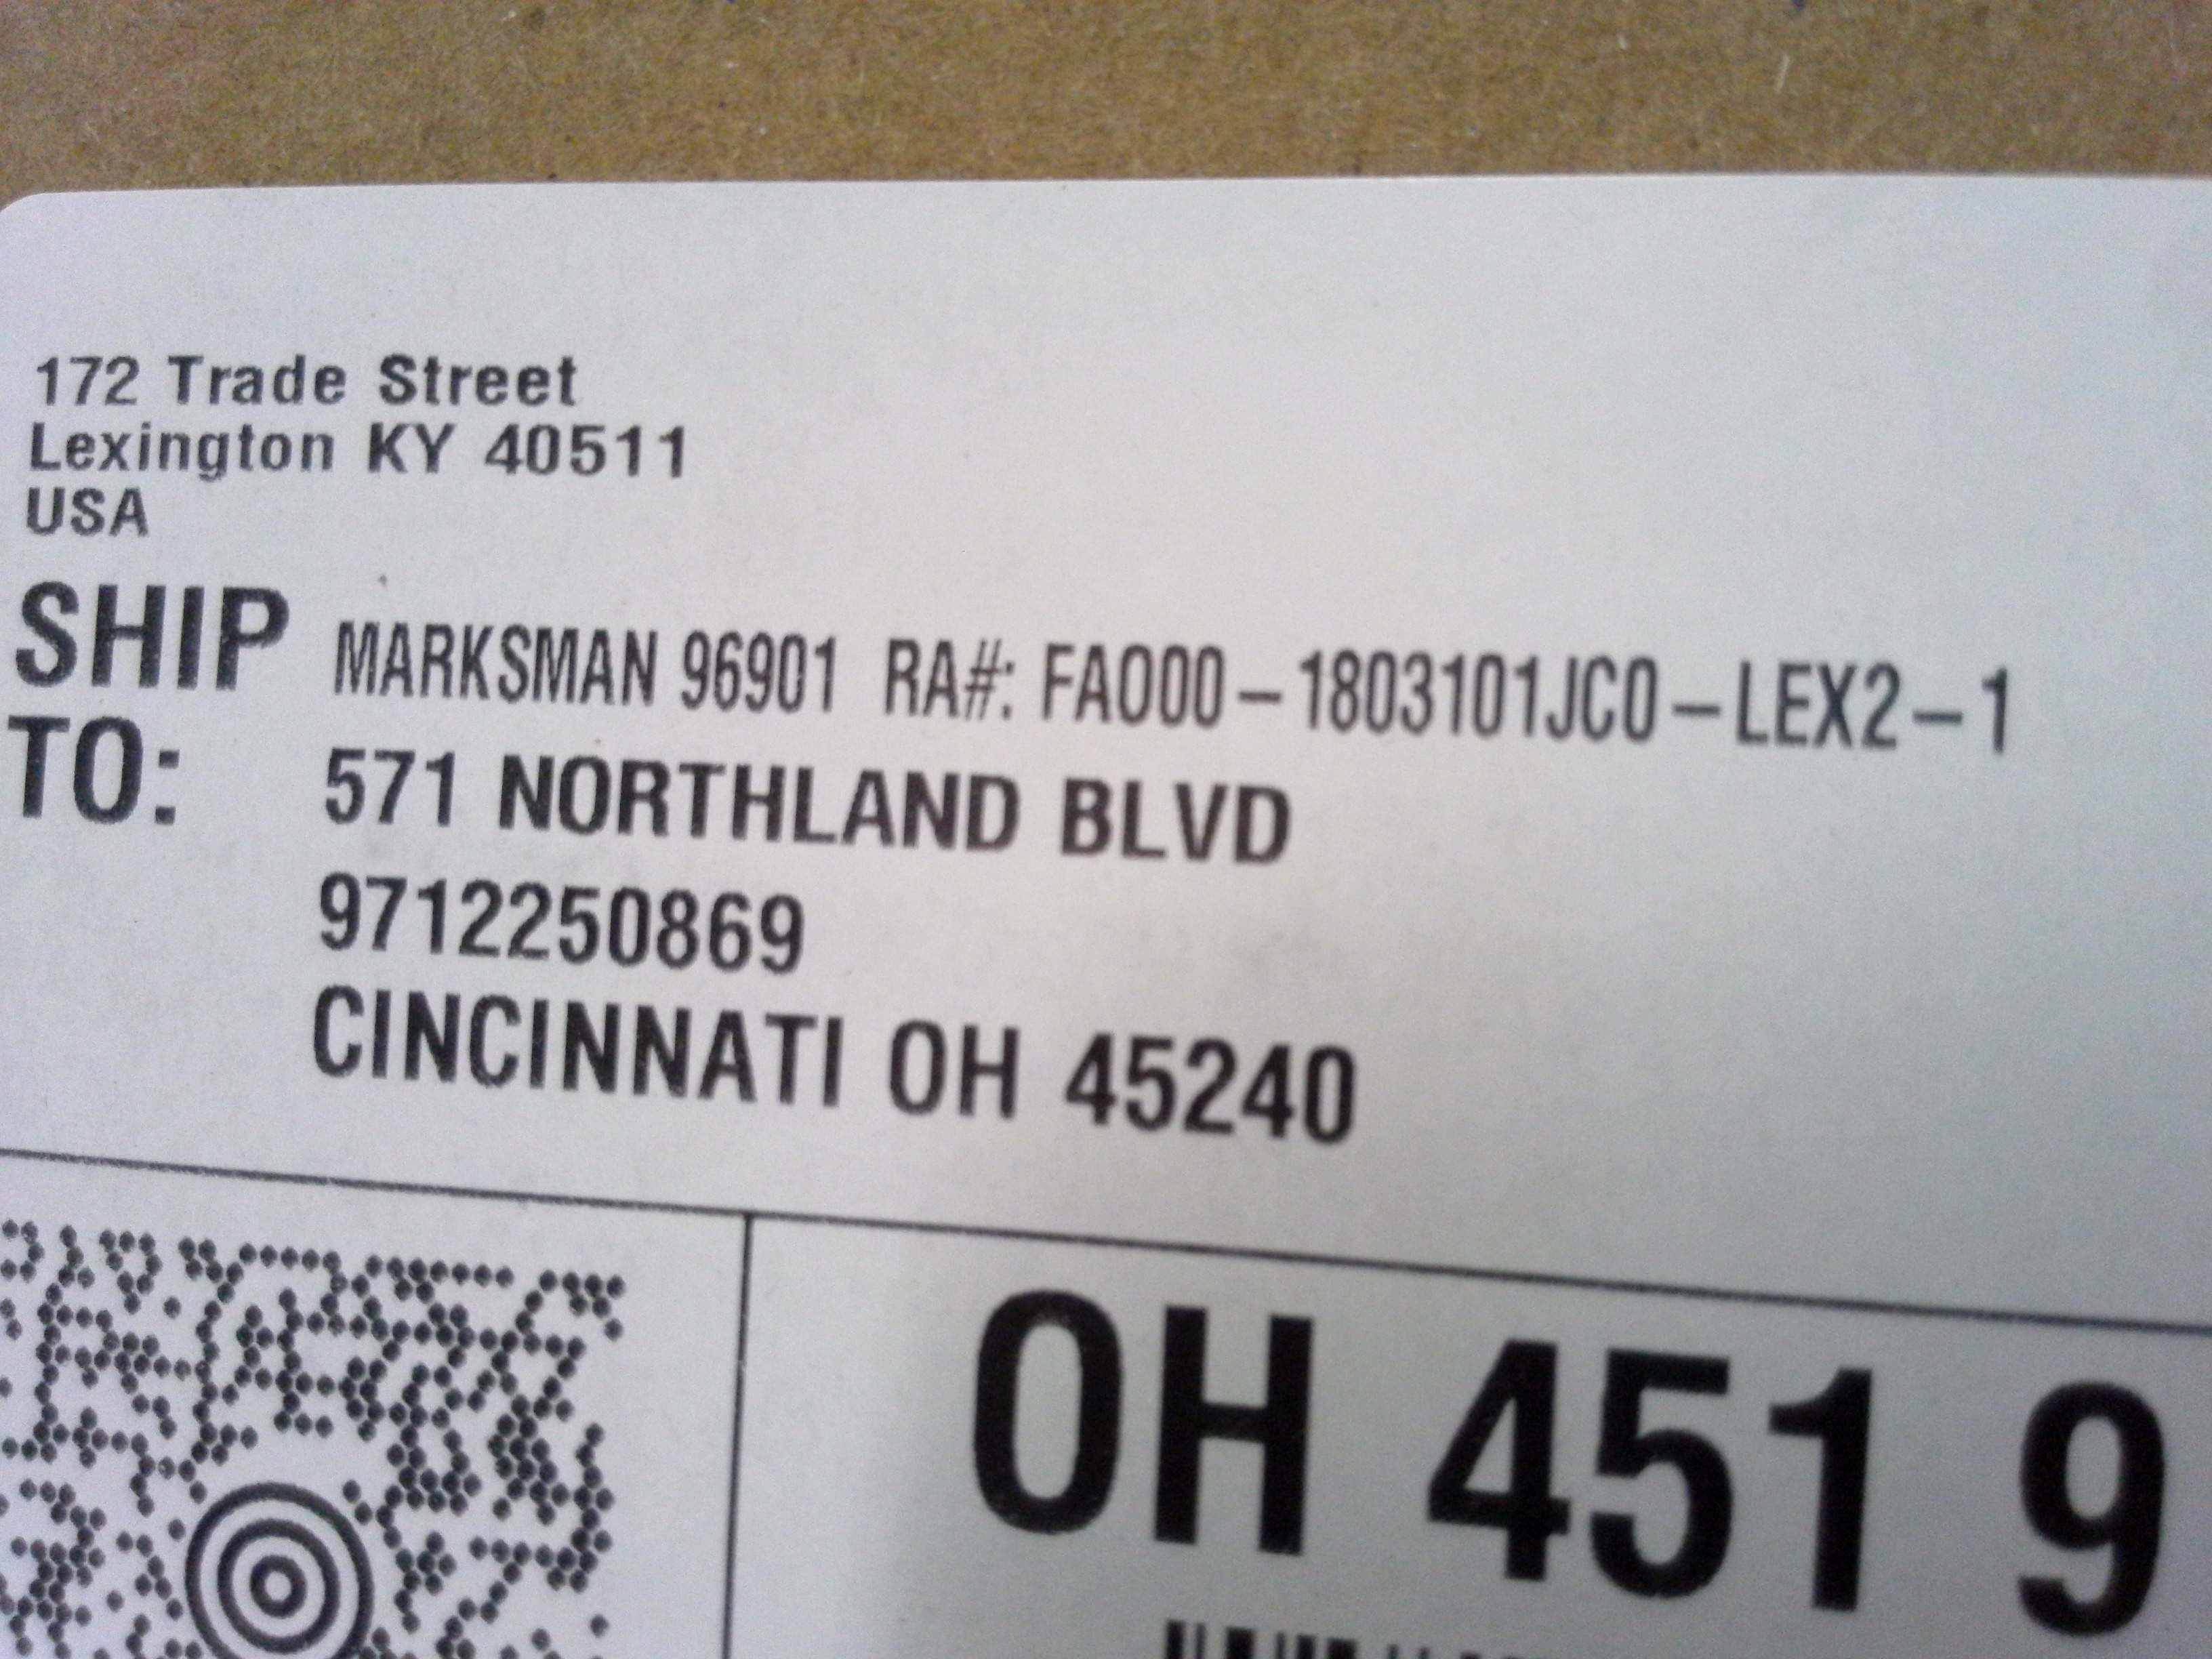 172 Trade Street
Lexington KY 40511
USA
SHIP TO:
MARKSMAN 96901 RA#: FA000-1803101JC0-LEX2-1
571 NORTHLAND BLVD
9712250869
CINCINNATI OH 45240
OH 451 9